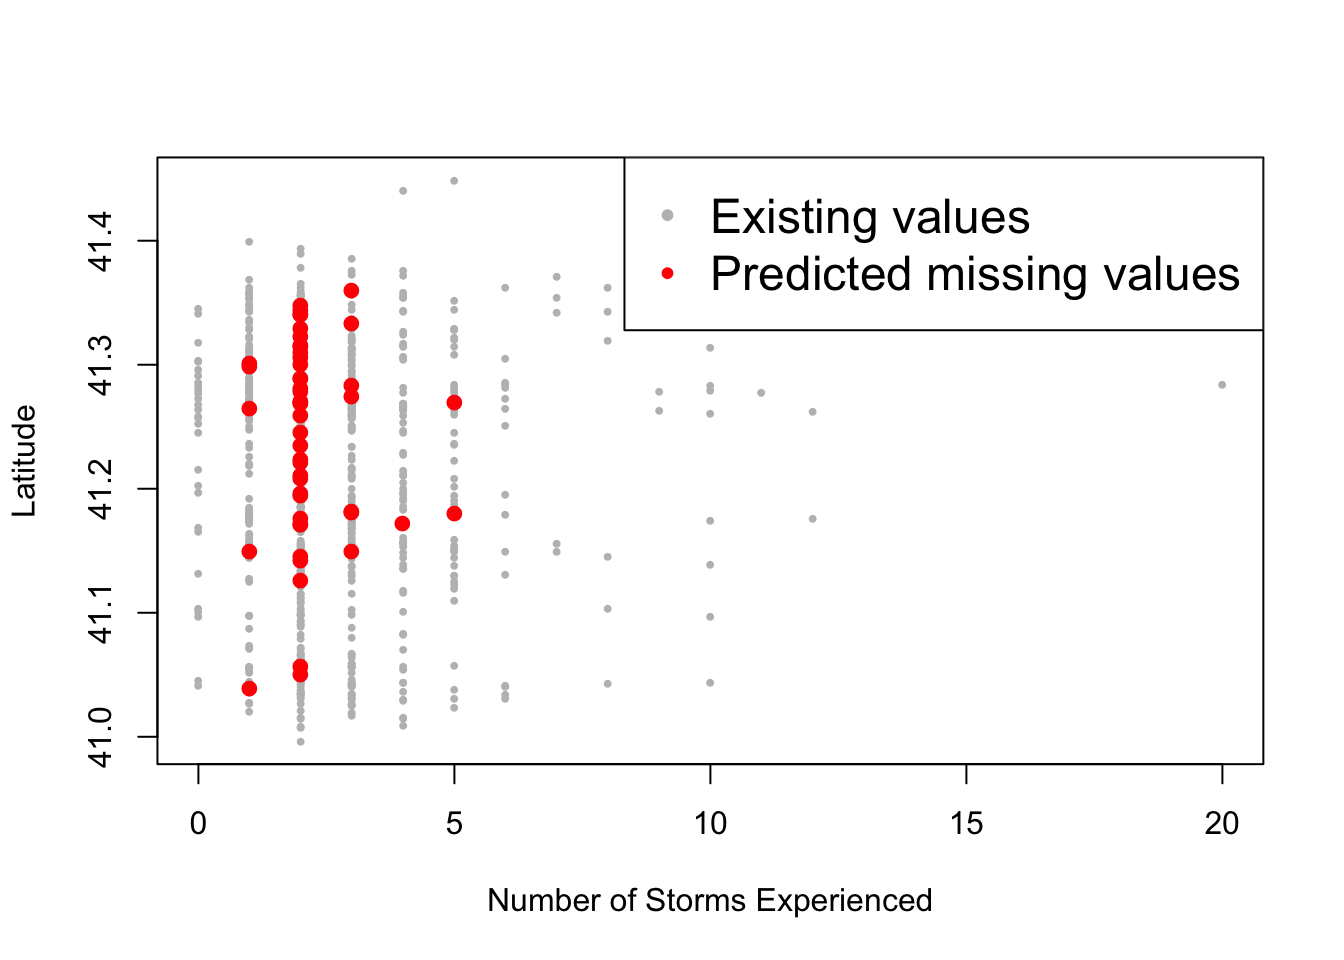 Existing values
Predicted missing values
41.4
41.3
41.2
41.1
41.0
Latitude
0 5 10 15 20
Number of Storms Experienced